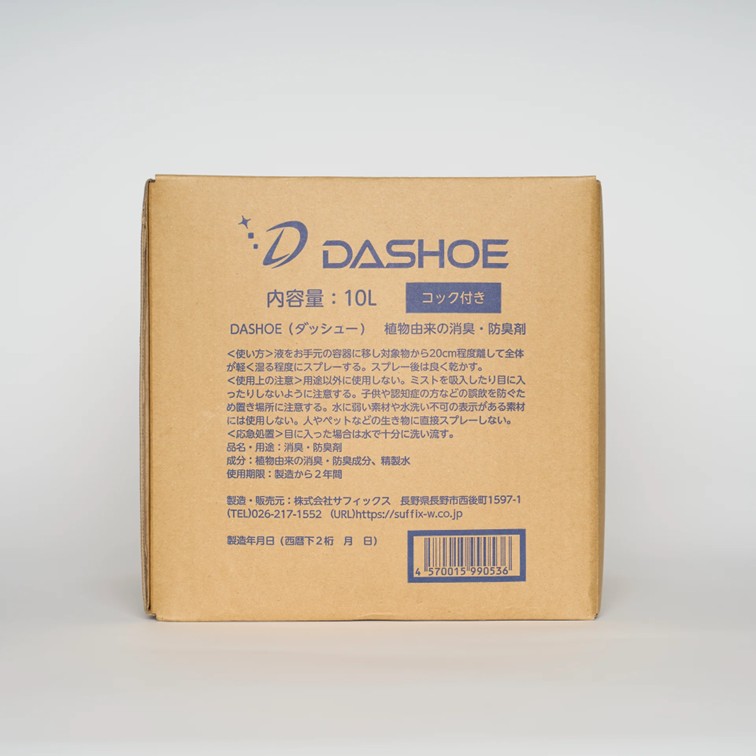 DASHOE
内容量：10L
コック付き
DASHOE（ダッシュー）　植物由来の消臭・防臭剤
＜使い方＞液をお手元の容器に移し対象物から20cm程度離して全体
が軽く湿る程度にスプレーする。スプレー後は良く乾かす。
＜使用上の注意＞用途以外に使用しない。ミストを吸入したり目に入
ったりしないように注意する。子供や認知症の方などの誤飲を防ぐた
め置き場所に注意する。水に弱い素材や水洗い不可の表示がある素材
には使用しない。人やペットなどの生き物に直接スプレーしない。
＜応急処置＞目に入った場合は水で十分に洗い流す。
品名・用途：消臭・防臭剤
成分：植物由来の消臭・防臭成分、精製水
使用期限：製造から２年間
製造・販売元：株式会社サフィックス　長野県長野市西後町1597-1
(TEL)026-217-1552　(URL)https://suffix-w.co.jp
製造年月日（西暦下２桁　月　日）
4 570015 990536